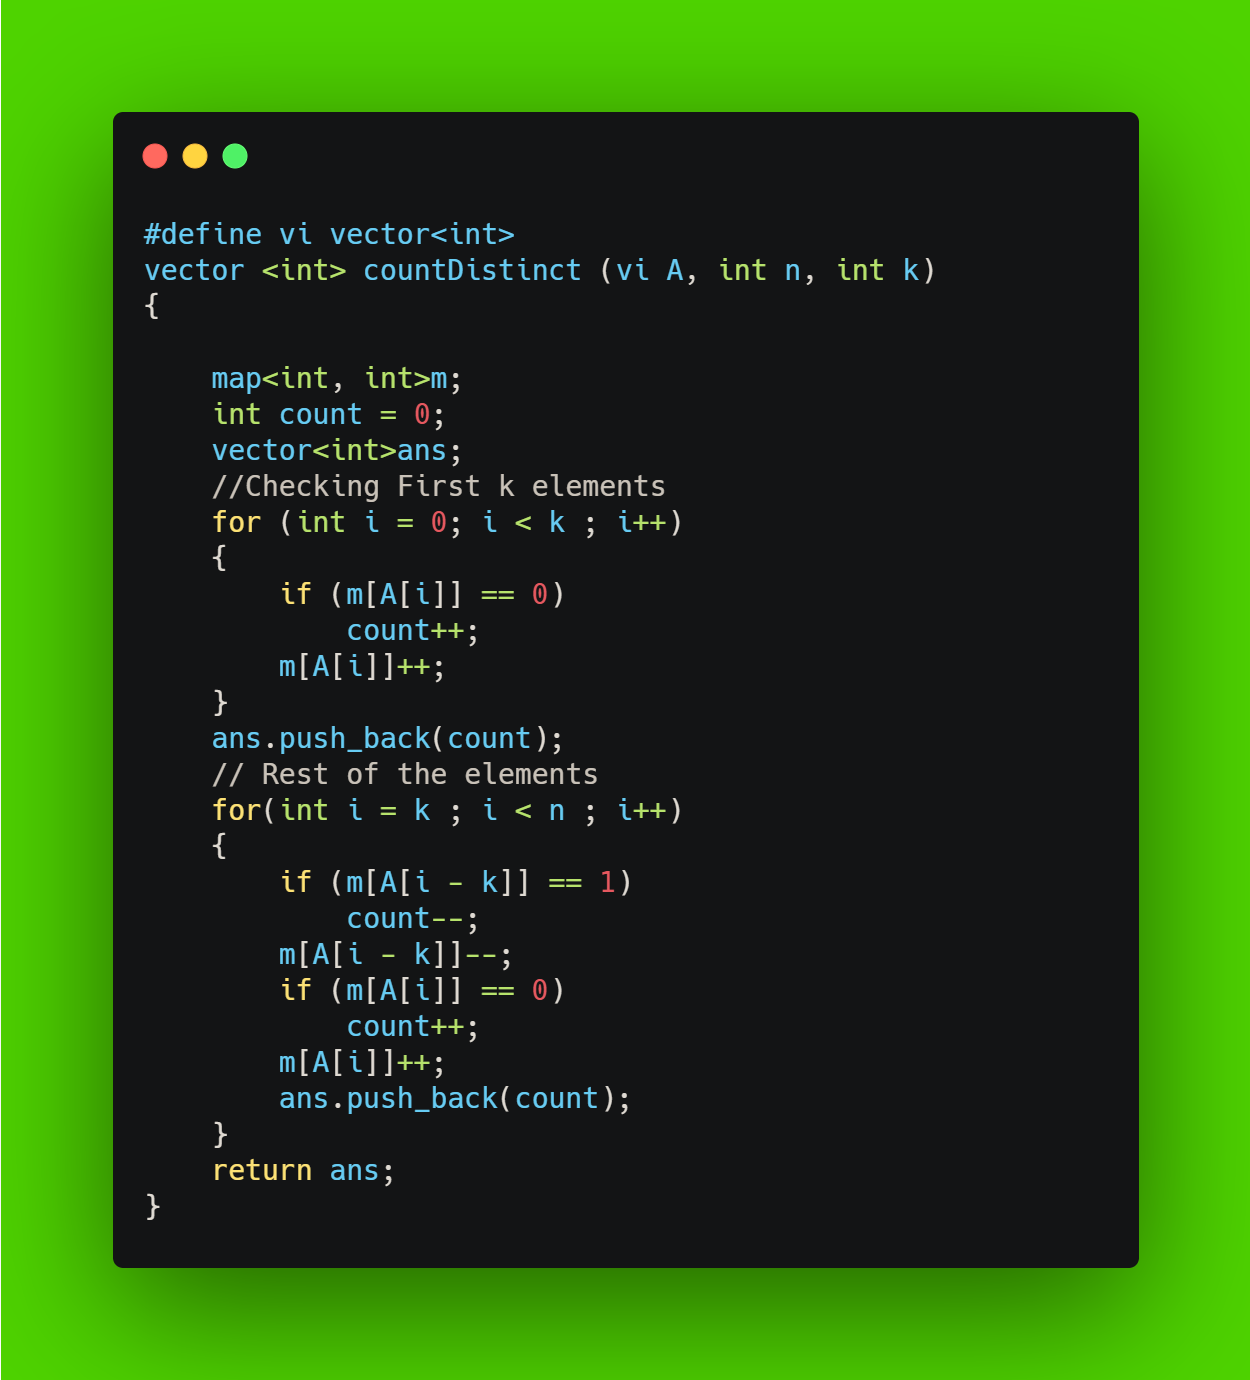 #define vi vector<int>
vector <int> countDistinct (vi A, int n, int k)
{
    map<int, int>m;
    int count = 0;
    vector<int>ans;
    //Checking First k elements
    for (int i = 0; i < k ; i++)
    {
        if (m[A[i]] == 0)
            count++;
        m[A[i]]++;
    }
    ans.push_back(count);
    // Rest of the elements
    for(int i = k ; i < n ; i++)
    {
        if (m[A[i - k]] == 1)
            count--;
        m[A[i - k]]--;
        if (m[A[i]] == 0)
            count++;
        m[A[i]]++;
        ans.push_back(count);
    }
    return ans;
}